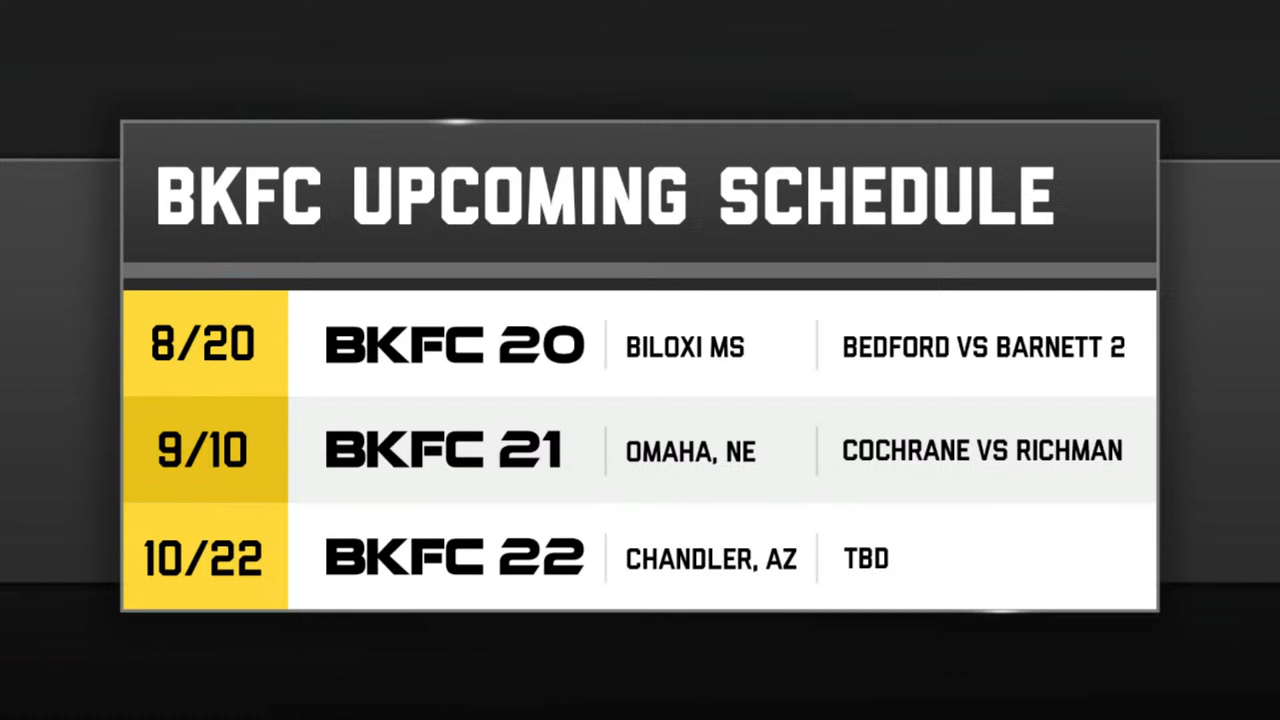 BKFC UPCOMING SCHEDULE
8/20 BKFC 20 BILOXI MS BEDFORD VS BARNETT 2
9/10 BKFC 21 OMAHA, NE COCHRANE VS RICHMAN
10/22 BKFC 22 CHANDLER, AZ TBD